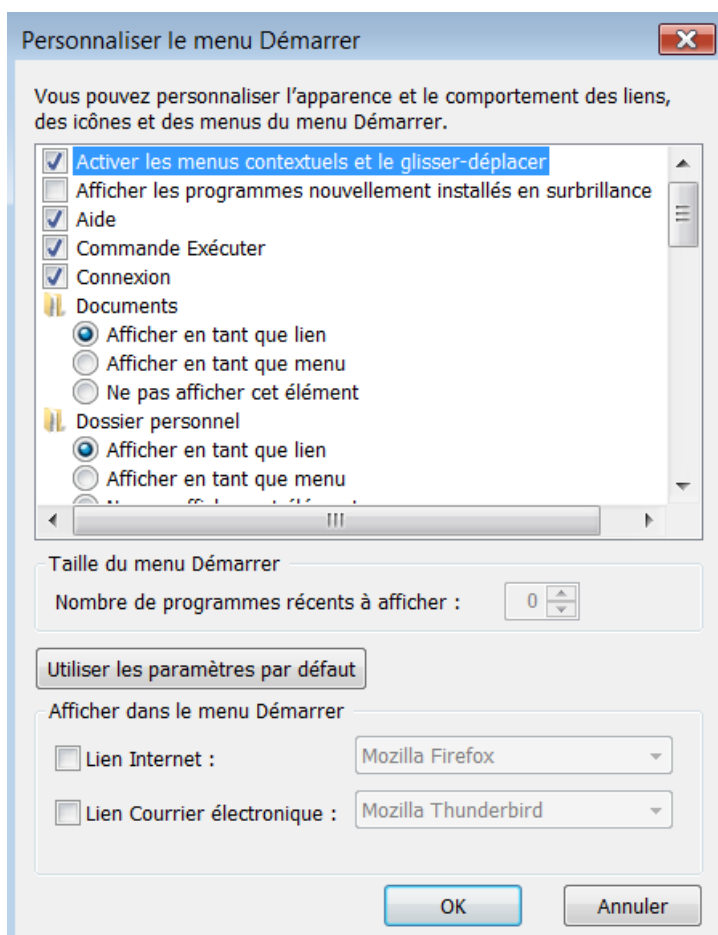 Personnaliser le menu Démarrer
Vous pouvez personnaliser l'apparence et le comportement des liens,
des icônes et des menus du menu Démarrer.
Activer les menus contextuels et le glisser-déplacer
Afficher les programmes nouvellement installés en surbrillance
Aide
Commande Exécuter
Connexion
Documents
Afficher en tant que lien
Afficher en tant que menu
Ne pas afficher cet élément
Dossier personnel
Afficher en tant que lien
Afficher en tant que menu
Taille du menu Démarrer
Nombre de programmes récents à afficher : 0
Utiliser les paramètres par défaut
Afficher dans le menu Démarrer
Lien Internet : Mozilla Firefox
Lien Courrier électronique : Mozilla Thunderbird
OK Annuler